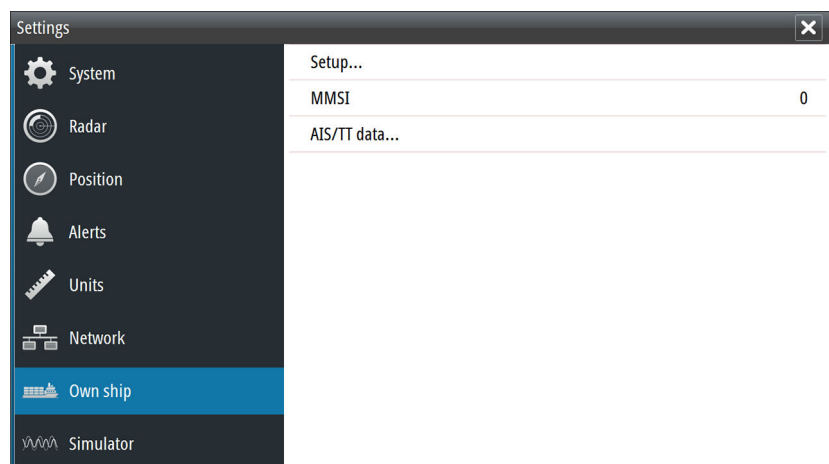 Settings
System
Radar
Position
Alerts
Units
Network
Own ship
Simulator
Setup...
MMSI 0
AIS/TT data...